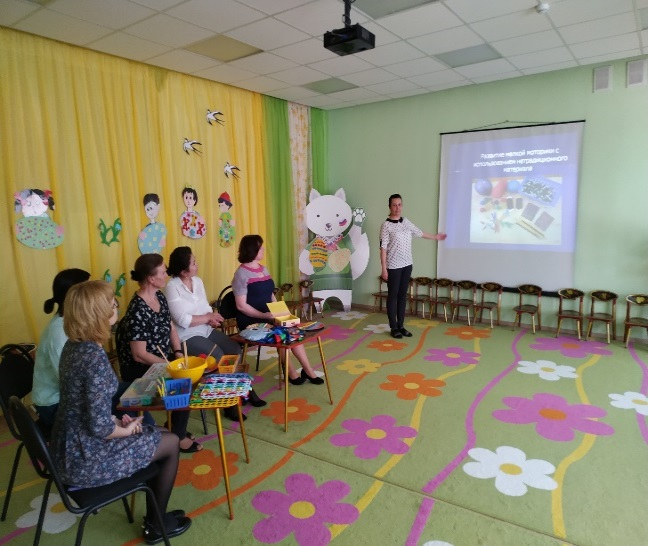 Развитие мелкой моторики с
использованием нетрадиционного
материала